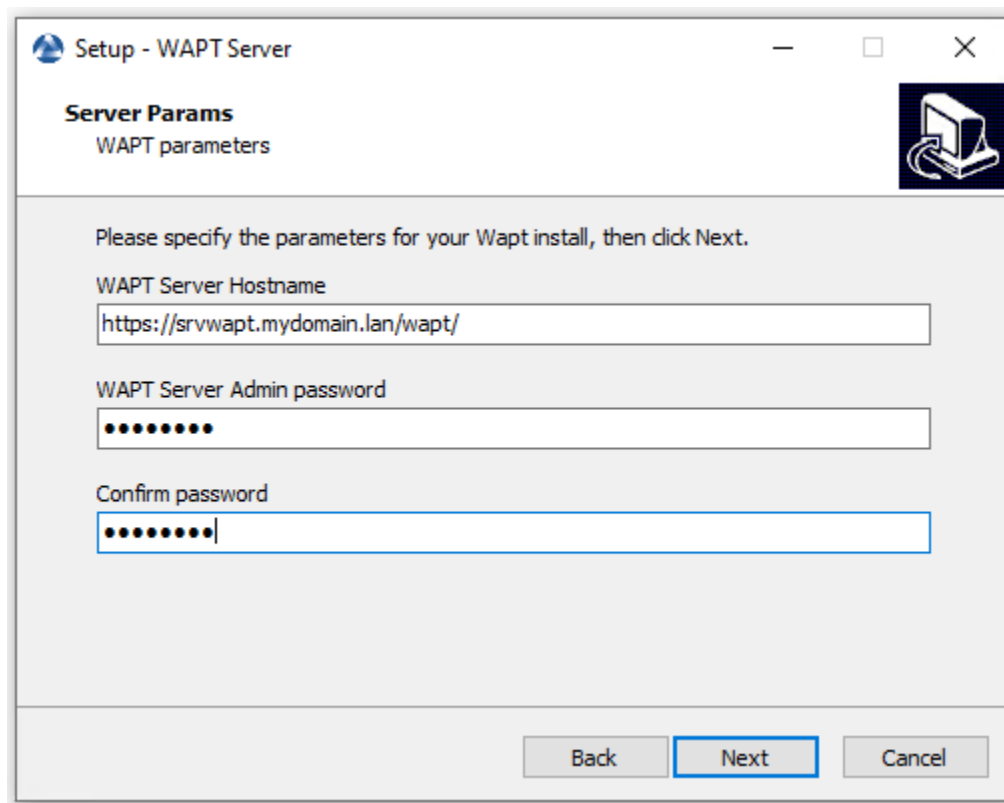 Setup - WAPT Server
Server Params
WAPT parameters
Please specify the parameters for your Wapt install, then click Next.
WAPT Server Hostname
https://srvwapt.mydomain.lan/wapt/
WAPT Server Admin password
●●●●●●●●
Confirm password
●●●●●●●●
Back Next Cancel